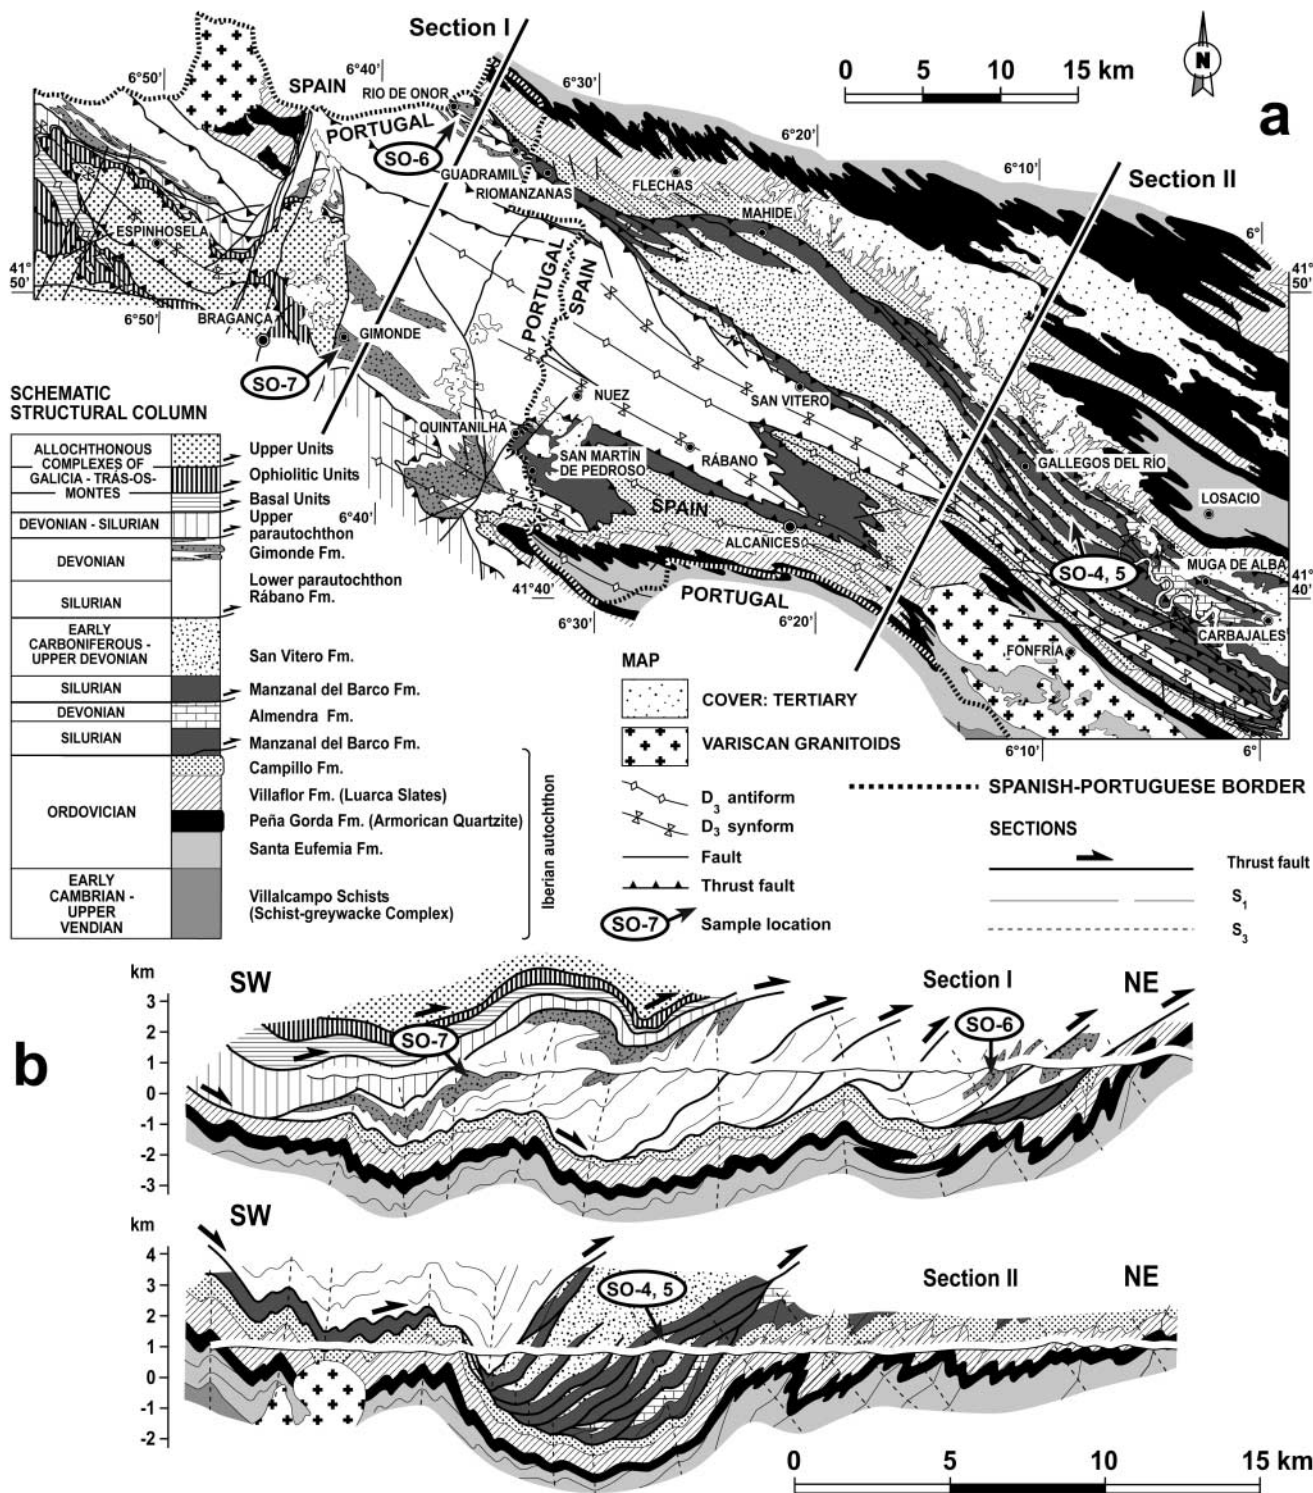 Section I
0 5 10 15 km
N
a
6°50'
6°40'
6°30'
6°20'
6°10'
6°
SPAIN
RIO DE ONOR
PORTUGAL
SO-6
GUADRAMIL
RIOMANZANAS
FLECHAS
MAHIDE
Section II
ESPINHOSELA
41°
50'
41°
50'
6°50'
BRAGANÇA
GIMONDE
SO-7
PORTUGAL
SPAIN
NUEZ
SAN VITERO
QUINTANILHA
SAN MARTÍN
DE PEDROSO
RÁBANO
GALLEGOS DEL RÍO
LOSACIO
SPAIN
6°40'
ALCANICES
SO-4, 5
MUGA DE ALBA
41°
40'
41°40'
PORTUGAL
CARBAJALES
6°30'
6°20'
FONFRÍA
6°10'
6°
SCHEMATIC
STRUCTURAL COLUMN
ALLOCHTHONOUS
COMPLEXES OF
GALICIA - TRÁS-OS-
MONTES
Upper Units
Ophiolitic Units
Basal Units
DEVONIAN - SILURIAN
Upper
parautochthon
DEVONIAN
Gimonde Fm.
SILURIAN
Lower parautochthon
Rábano Fm.
EARLY
CARBONIFEROUS -
UPPER DEVONIAN
San Vitero Fm.
SILURIAN
Manzanal del Barco Fm.
DEVONIAN
Almendra Fm.
SILURIAN
Manzanal del Barco Fm.
ORDOVICIAN
Campillo Fm.
Villaflor Fm. (Luarca Slates)
Peña Gorda Fm. (Armorican Quartzite)
Santa Eufemia Fm.
EARLY
CAMBRIAN -
UPPER
VENDIAN
Villalcampo Schists
(Schist-greywacke Complex)
Iberian autochthon
MAP
COVER: TERTIARY
VARISCAN GRANITOIDS
D3 antiform
D3 synform
Fault
Thrust fault
SO-7 Sample location
SPANISH-PORTUGUESE BORDER
SECTIONS
Thrust fault
S1
S3
b
km
SW
Section I
NE
3
2
1
0
-1
-2
-3
SO-7
SO-6
km
SW
Section II
NE
4
3
2
1
0
-1
-2
SO-4, 5
0 5 10 15 km